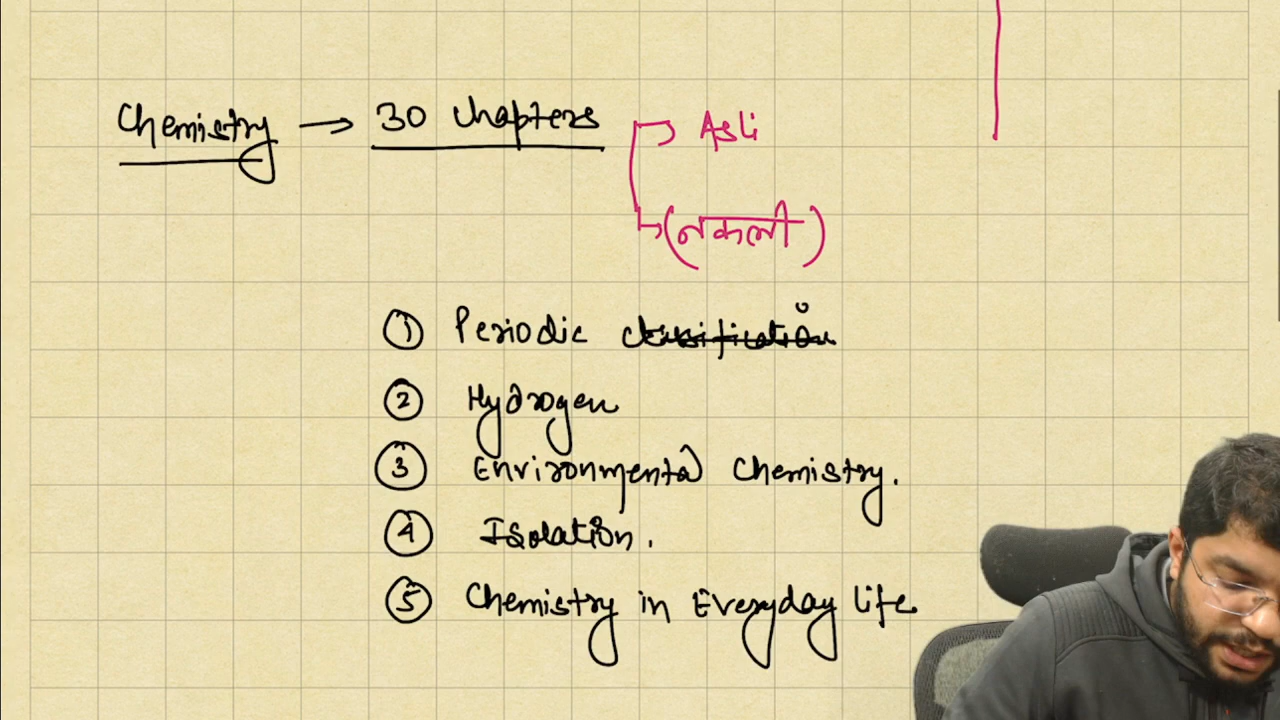 Chemistry → 30 Chapters
Asli
(नकली)
① Periodic classification
② Hydrogen
③ Environmental Chemistry.
④ Isolation.
⑤ Chemistry in Everyday life